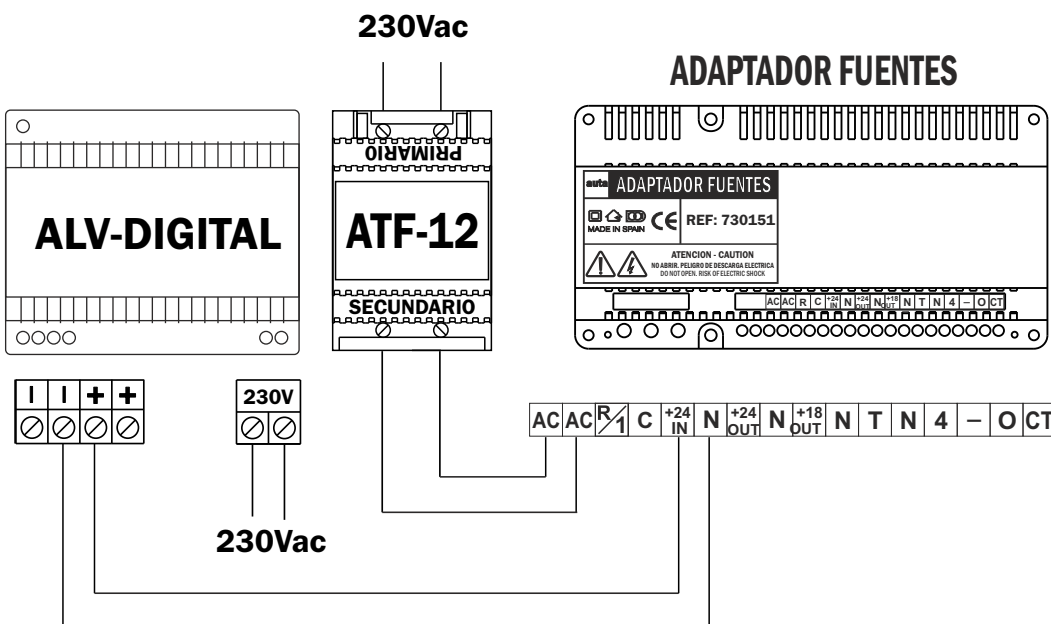 230Vac
ADAPTADOR FUENTES
ALV-DIGITAL
PRIMARIO
ATF-12
SECUNDARIO
auta ADAPTADOR FUENTES
MADE IN SPAIN
CE
REF: 730151
ATENCION - CAUTION
NO ABRIR. PELIGRO DE DESCARGA ELECTRICA
DO NOT OPEN. RISK OF ELECTRIC SHOCK
AC AC R C +24 IN N +24 OUT N +18 OUT N T N 4 – O CT
I I + +
230V
AC AC R/1 C +24 IN N +24 OUT N +18 OUT N T N 4 – O CT
230Vac